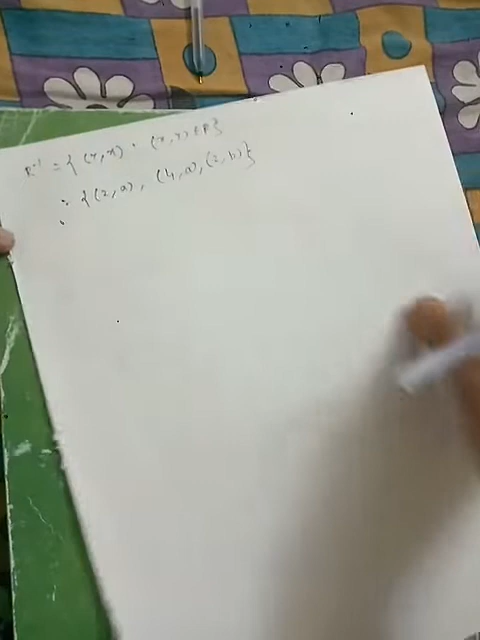 R⁻¹ = { (y, x) : (x, y) ∈ R }
: { (2, a), (4, a), (2, b) }